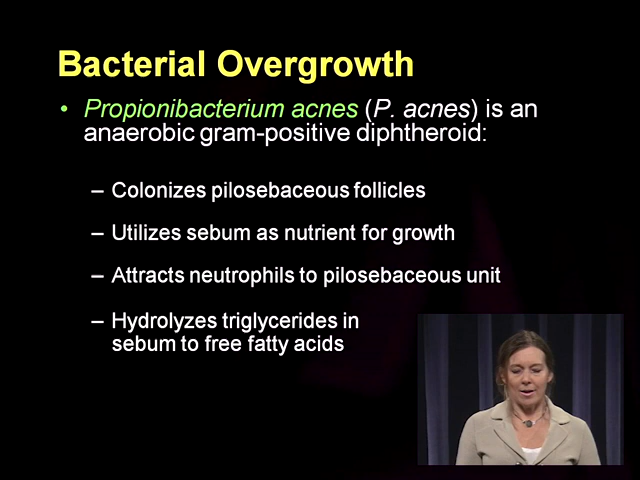 Bacterial Overgrowth
• Propionibacterium acnes (P. acnes) is an
anaerobic gram-positive diphtheroid:
– Colonizes pilosebaceous follicles
– Utilizes sebum as nutrient for growth
– Attracts neutrophils to pilosebaceous unit
– Hydrolyzes triglycerides in
sebum to free fatty acids